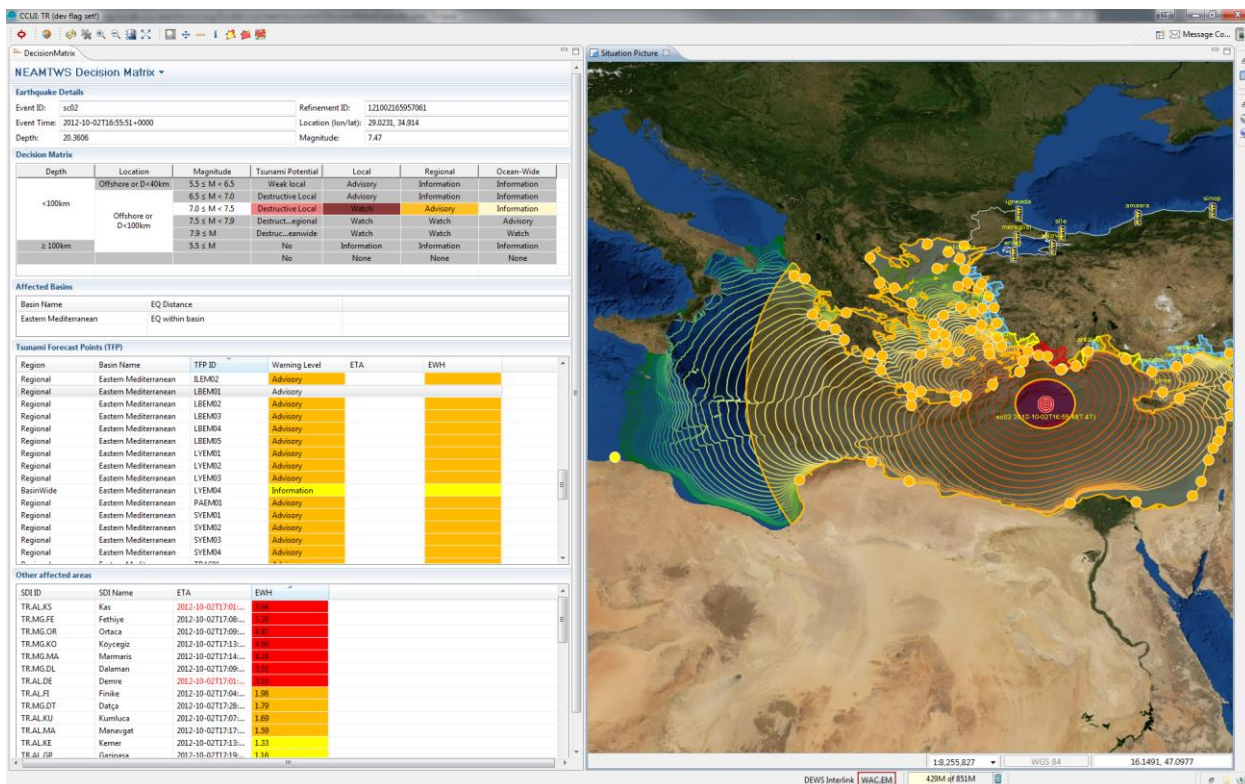 CCUI: TR (dev flag set!)
Message Co...
DecisionMatrix
NEAMTWS Decision Matrix
Earthquake Details
Event ID: sc02 Refinement ID: 121002165957061
Event Time: 2012-10-02T16:55:51+0000 Location (lon/lat): 29.0231, 34.914
Depth: 20.3606 Magnitude: 7.47
Decision Matrix
Depth Location Magnitude Tsunami Potential Local Regional Ocean-Wide
Offshore or D<40km 5.5 ≤ M < 6.5 Weak local Advisory Information Information
6.5 ≤ M < 7.0 Destructive Local Advisory Information Information
<100km 7.0 ≤ M < 7.5 Destructive Local Watch Advisory Information
Offshore or D<100km 7.5 ≤ M < 7.9 Destruct...egional Watch Watch Advisory
7.9 ≤ M Destruc...eanwide Watch Watch Watch
≥ 100km 5.5 ≤ M No Information Information Information
No None None None
Affected Basins
Basin Name EQ Distance
Eastern Mediterranean EQ within basin
Tsunami Forecast Points (TFP)
Region Basin Name TFP ID Warning Level ETA EWH
Regional Eastern Mediterranean ILEM02 Advisory
Regional Eastern Mediterranean LBEM01 Advisory
Regional Eastern Mediterranean LBEM02 Advisory
Regional Eastern Mediterranean LBEM03 Advisory
Regional Eastern Mediterranean LBEM04 Advisory
Regional Eastern Mediterranean LBEM05 Advisory
Regional Eastern Mediterranean LYEM01 Advisory
Regional Eastern Mediterranean LYEM02 Advisory
Regional Eastern Mediterranean LYEM03 Advisory
BasinWide Eastern Mediterranean LYEM04 Information
Regional Eastern Mediterranean PAEM01 Advisory
Regional Eastern Mediterranean SYEM01 Advisory
Regional Eastern Mediterranean SYEM02 Advisory
Regional Eastern Mediterranean SYEM03 Advisory
Regional Eastern Mediterranean SYEM04 Advisory
Other affected areas
SDI ID SDI Name ETA EWH
TR.AL.KS Kas 2012-10-02T17:01:...
TR.MG.FE Fethiye 2012-10-02T17:08:...
TR.MG.OR Ortaca 2012-10-02T17:09:...
TR.MG.KO Köycegiz 2012-10-02T17:13:...
TR.MG.MA Marmaris 2012-10-02T17:14:...
TR.MG.DL Dalaman 2012-10-02T17:09:...
TR.AL.DE Demre 2012-10-02T17:01:...
TR.AL.FI Finike 2012-10-02T17:04:... 1.98
TR.MG.DT Datça 2012-10-02T17:28:... 1.79
TR.AL.KU Kumluca 2012-10-02T17:07:... 1.69
TR.AL.MA Manavgat 2012-10-02T17:17:... 1.59
TR.AL.KE Kemer 2012-10-02T17:13:... 1.33
TR.AL.GP Gazipasa 2012-10-02T17:19:... 1.16
Situation Picture
igneada
sinop
amasra
sile
sc02 2012-10-02T16:55 M(7.47)
1:8,255,827 WGS 84 16.1491, 47.0977
DEWS Interlink WAC.EM 429M of 851M